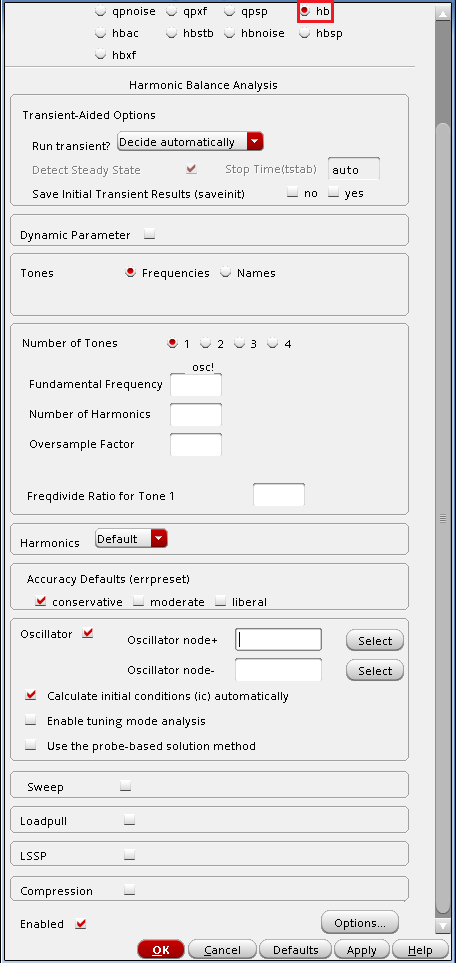 qpnoise qpxf qpsp hb
hbac hbstb hbnoise hbsp
hbxf
Harmonic Balance Analysis
Transient-Aided Options
Run transient? Decide automatically
Detect Steady State Stop Time(tstab) auto
Save Initial Transient Results (saveinit) no yes
Dynamic Parameter
Tones Frequencies Names
Number of Tones 1 2 3 4
osc!
Fundamental Frequency
Number of Harmonics
Oversample Factor
Freqdivide Ratio for Tone 1
Harmonics Default
Accuracy Defaults (errpreset)
conservative moderate liberal
Oscillator Oscillator node+ Select
Oscillator node- Select
Calculate initial conditions (ic) automatically
Enable tuning mode analysis
Use the probe-based solution method
Sweep
Loadpull
LSSP
Compression
Enabled Options...
OK Cancel Defaults Apply Help